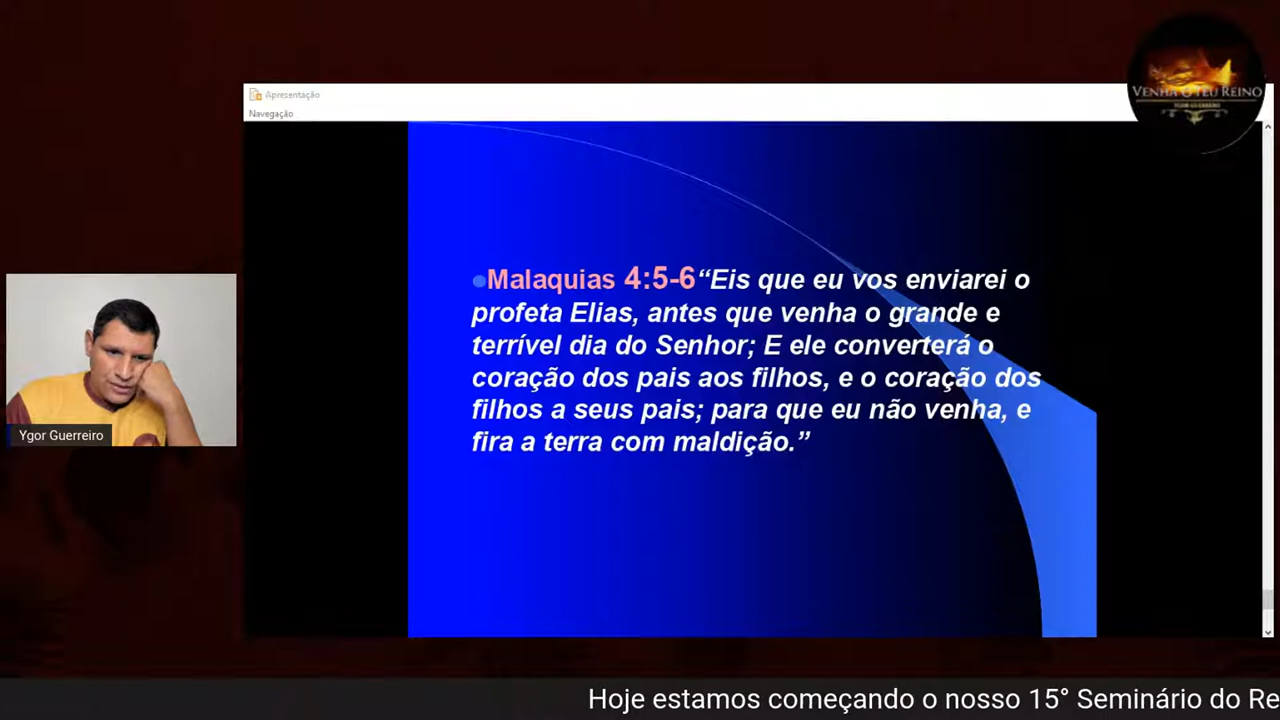 Apresentação
Navegação
VENHA O TEU REINO
YGOR GUERREIRO
Malaquias 4:5-6“Eis que eu vos enviarei o
profeta Elias, antes que venha o grande e
terrível dia do Senhor; E ele converterá o
coração dos pais aos filhos, e o coração dos
filhos a seus pais; para que eu não venha, e
fira a terra com maldição.”
Ygor Guerreiro
Hoje estamos começando o nosso 15° Seminário do Re